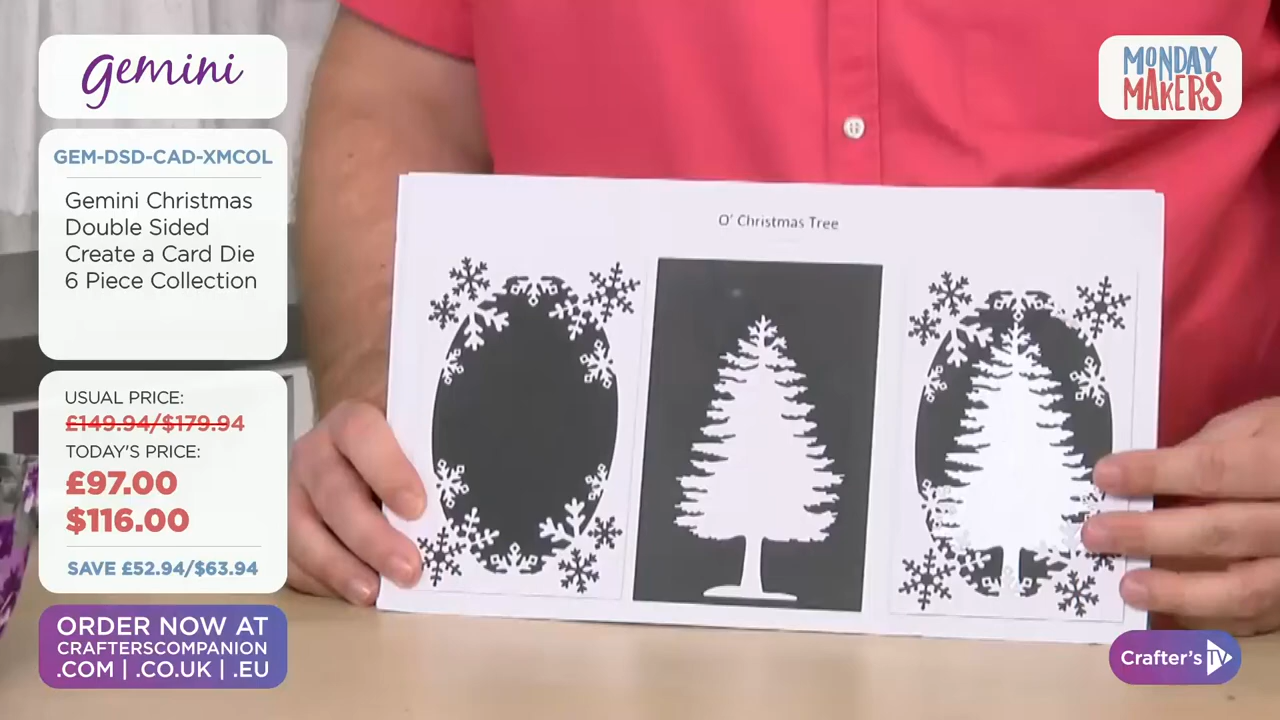 gemini
GEM-DSD-CAD-XMCOL
Gemini Christmas
Double Sided
Create a Card Die
6 Piece Collection
USUAL PRICE:
£149.94/$179.94
TODAY'S PRICE:
£97.00
$116.00
SAVE £52.94/$63.94
ORDER NOW AT
CRAFTERSCOMPANION
.COM | .CO.UK | .EU
O' Christmas Tree
MONDAY
MAKERS
Crafter's TV